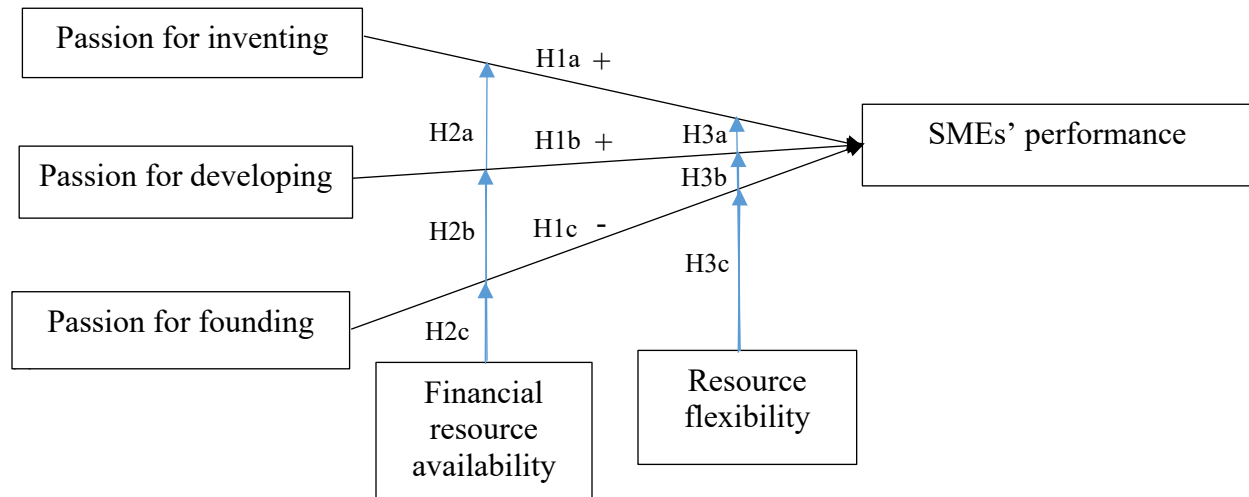 Passion for inventing
H1a +
SMEs’ performance
H2a
H1b +
H3a
Passion for developing
H3b
H2b
H1c -
H3c
Passion for founding
H2c
Financial
resource
availability
Resource
flexibility